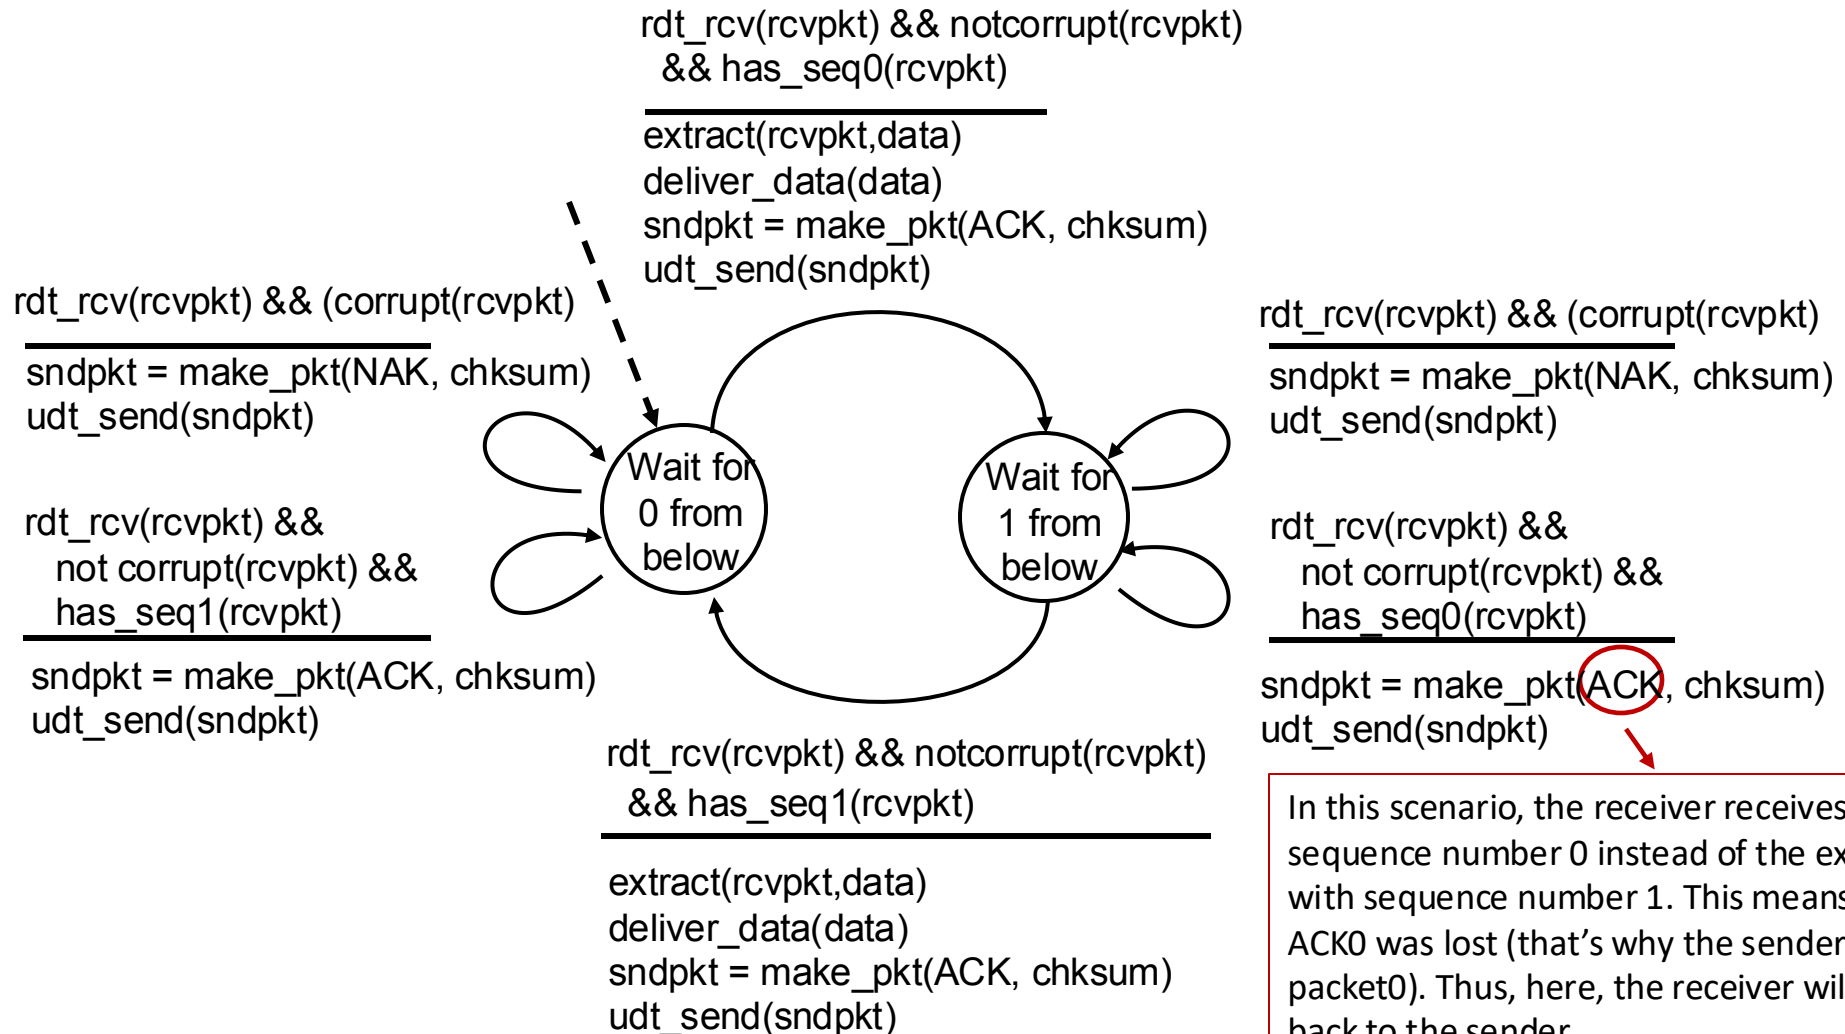 rdt_rcv(rcvpkt) && notcorrupt(rcvpkt)
&& has_seq0(rcvpkt)
extract(rcvpkt,data)
deliver_data(data)
sndpkt = make_pkt(ACK, chksum)
udt_send(sndpkt)
rdt_rcv(rcvpkt) && (corrupt(rcvpkt)
sndpkt = make_pkt(NAK, chksum)
udt_send(sndpkt)
rdt_rcv(rcvpkt) &&
not corrupt(rcvpkt) &&
has_seq1(rcvpkt)
sndpkt = make_pkt(ACK, chksum)
udt_send(sndpkt)
Wait for
0 from
below
Wait for
1 from
below
rdt_rcv(rcvpkt) && (corrupt(rcvpkt)
sndpkt = make_pkt(NAK, chksum)
udt_send(sndpkt)
rdt_rcv(rcvpkt) &&
not corrupt(rcvpkt) &&
has_seq0(rcvpkt)
sndpkt = make_pkt(ACK, chksum)
udt_send(sndpkt)
rdt_rcv(rcvpkt) && notcorrupt(rcvpkt)
&& has_seq1(rcvpkt)
extract(rcvpkt,data)
deliver_data(data)
sndpkt = make_pkt(ACK, chksum)
udt_send(sndpkt)
In this scenario, the receiver receives
sequence number 0 instead of the
with sequence number 1. This means
ACK0 was lost (that's why the sender
packet0). Thus, here, the receiver
back to the sender